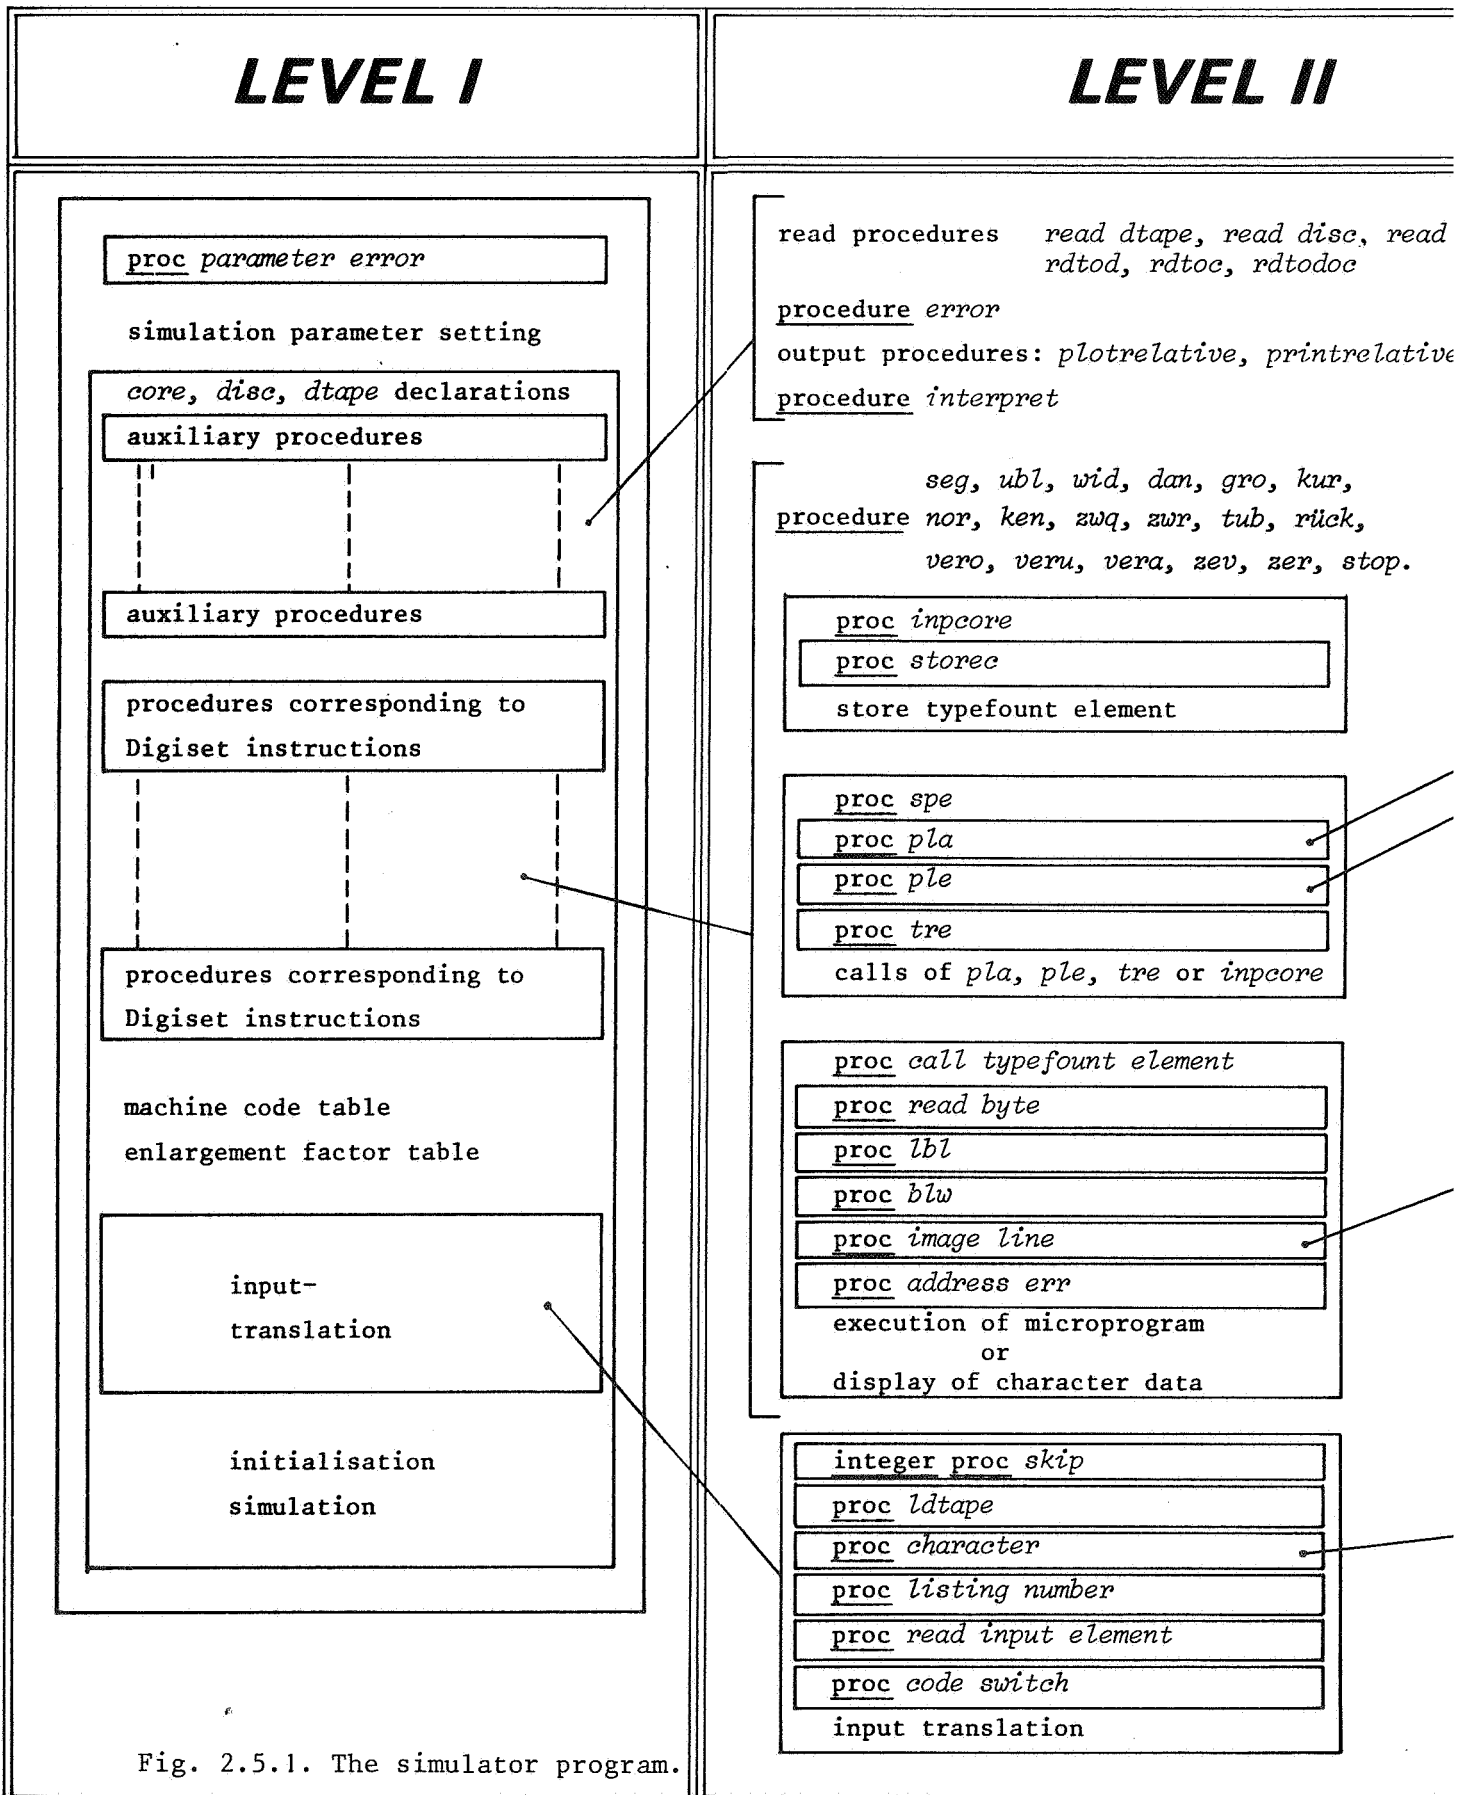 LEVEL I
LEVEL II
proc parameter error
simulation parameter setting
core, disc, dtape declarations
auxiliary procedures
auxiliary procedures
procedures corresponding to
Digiset instructions
procedures corresponding to
Digiset instructions
machine code table
enlargement factor table
input-
translation
initialisation
simulation
Fig. 2.5.1. The simulator program.
read procedures read dtape, read disc, read
rdtod, rdtoc, rdtodoc
procedure error
output procedures: plotrelative, printrelative
procedure interpret
seg, ubl, wid, dan, gro, kur,
procedure nor, ken, zwq, zwr, tub, rück,
vero, veru, vera, zev, zer, stop.
proc inpcore
proc storec
store typefount element
proc spe
proc pla
proc ple
proc tre
calls of pla, ple, tre or inpcore
proc call typefount element
proc read byte
proc lbl
proc blw
proc image line
proc address err
execution of microprogram
or
display of character data
integer proc skip
proc ldtape
proc character
proc listing number
proc read input element
proc code switch
input translation